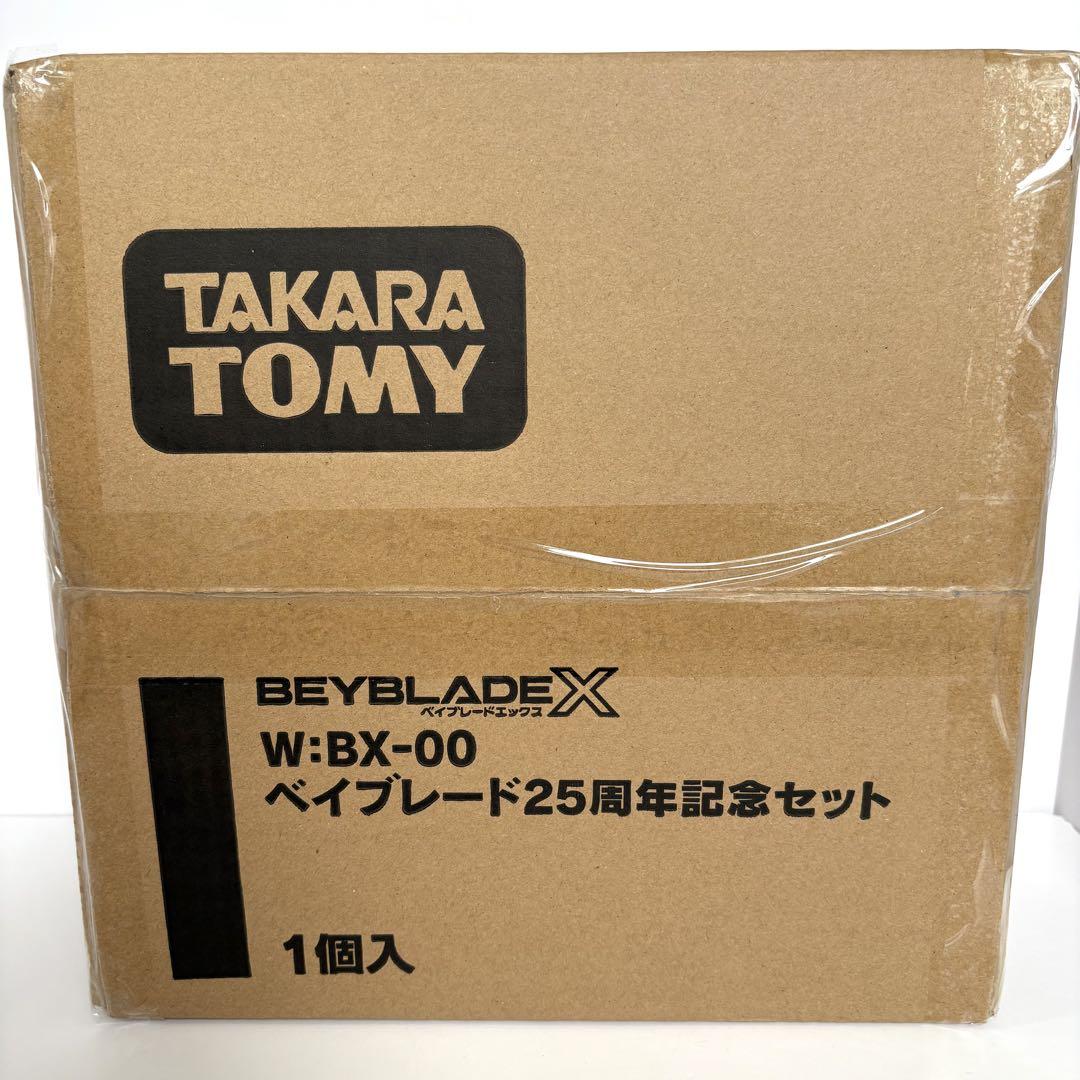 TAKARA
TOMY
BEYBLADE X
ベイブレードエックス
W:BX-00
ベイブレード25周年記念セット
1個入